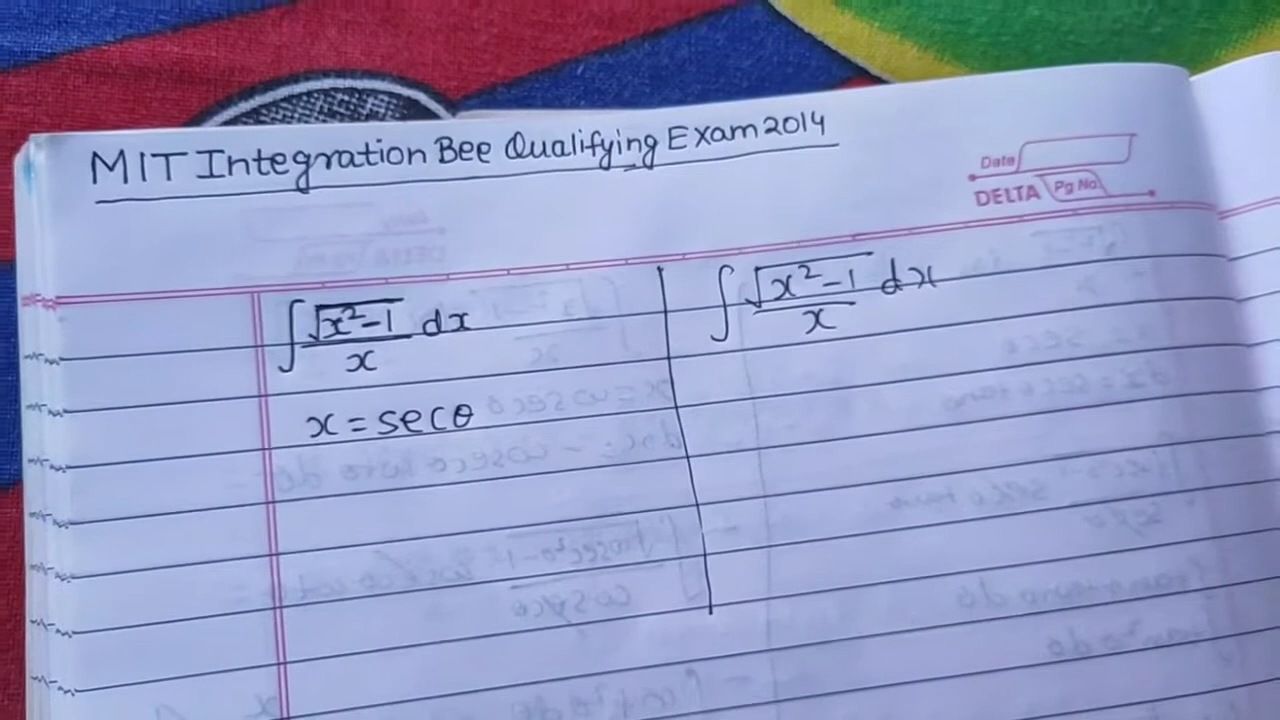 MIT Integration Bee Qualifying Exam 2014
Date
DELTA Pg No.
∫ √(x²-1)/x dx
x = secθ
∫ √(x²-1)/x dx